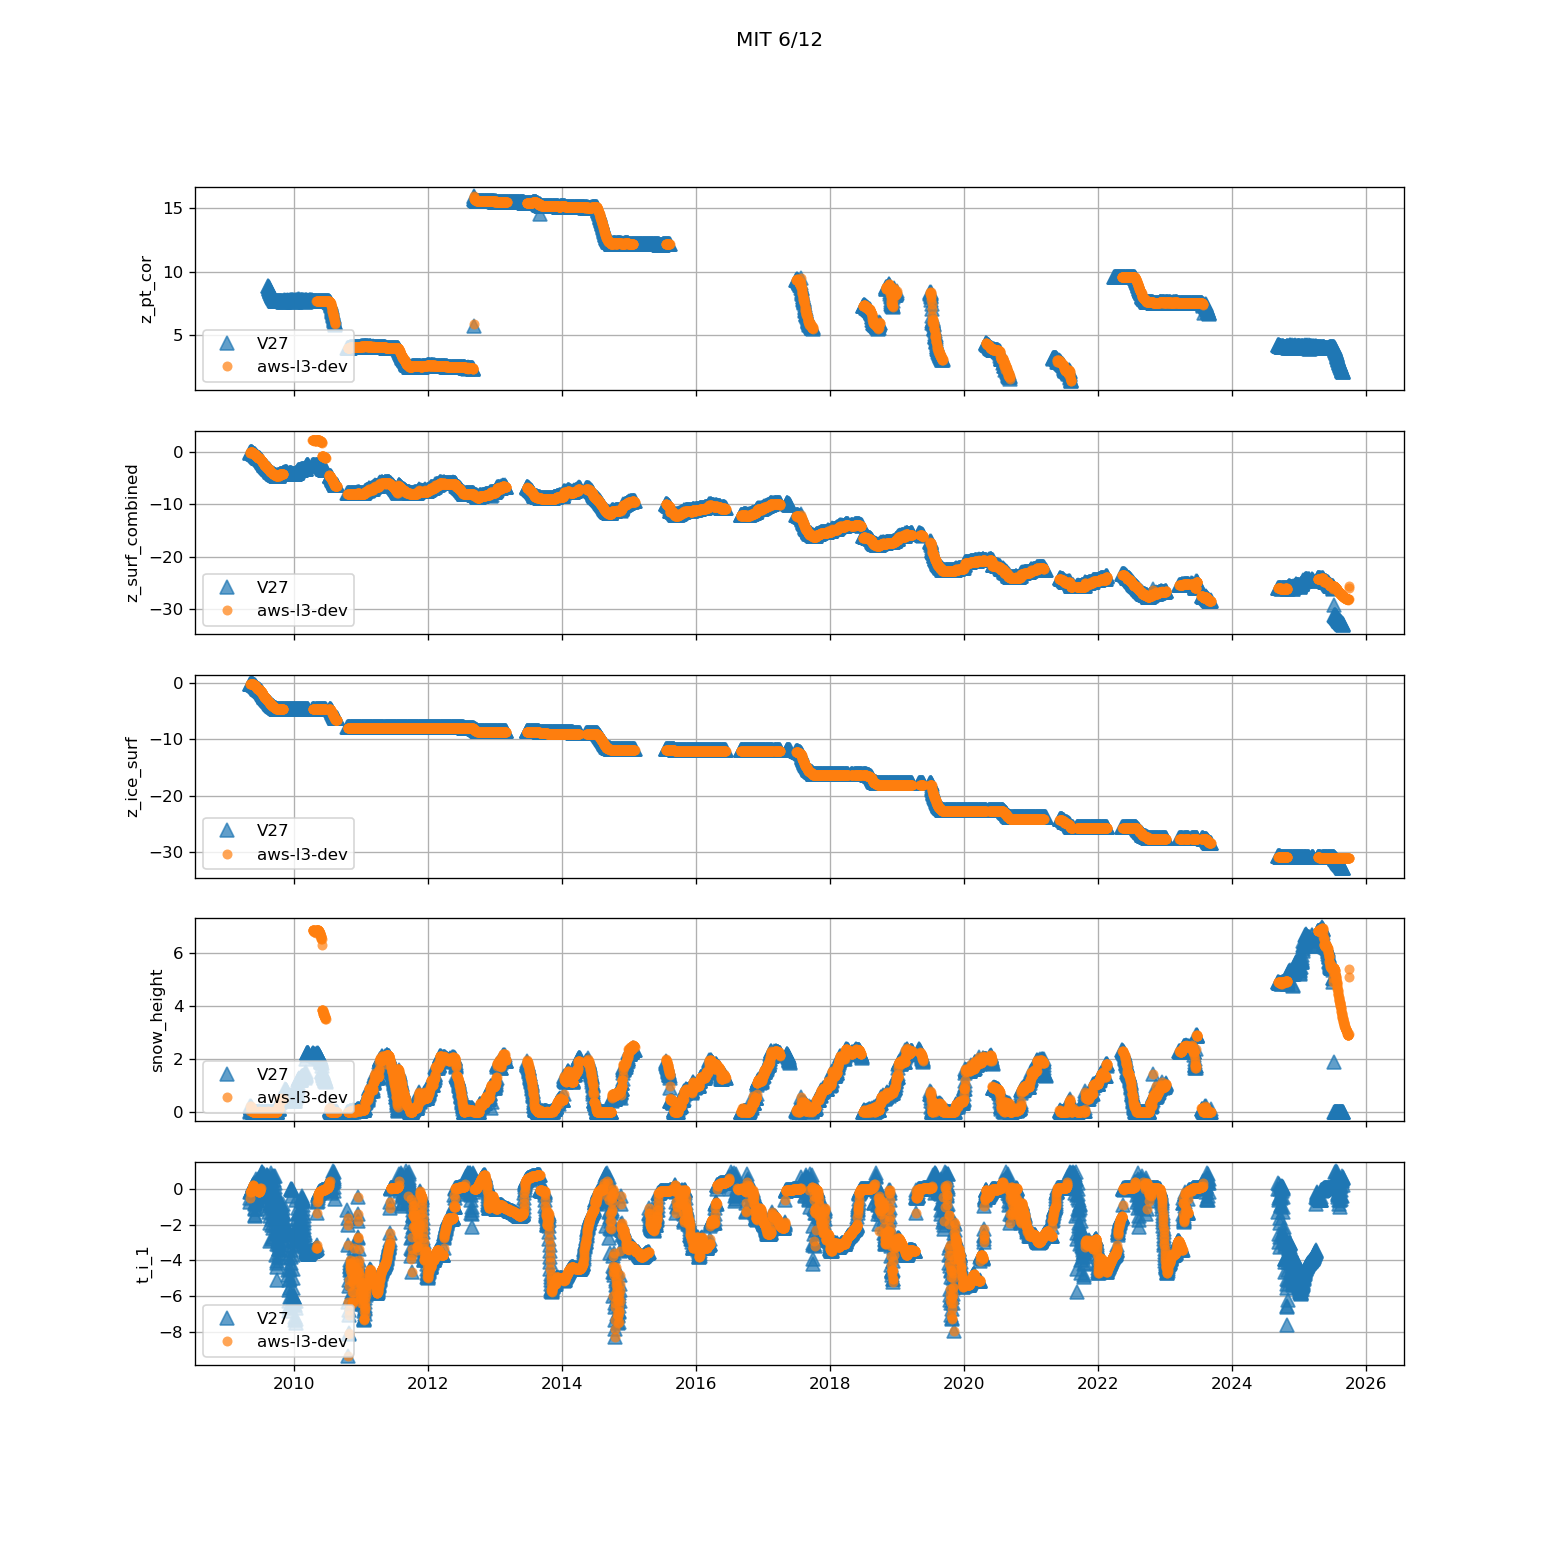 MIT 6/12
z_pt_cor
15
10
5
V27
aws-l3-dev
z_surf_combined
0
−10
−20
−30
V27
aws-l3-dev
z_ice_surf
0
−10
−20
−30
V27
aws-l3-dev
snow_height
6
4
2
0
V27
aws-l3-dev
t_i_1
0
−2
−4
−6
−8
V27
aws-l3-dev
2010 2012 2014 2016 2018 2020 2022 2024 2026